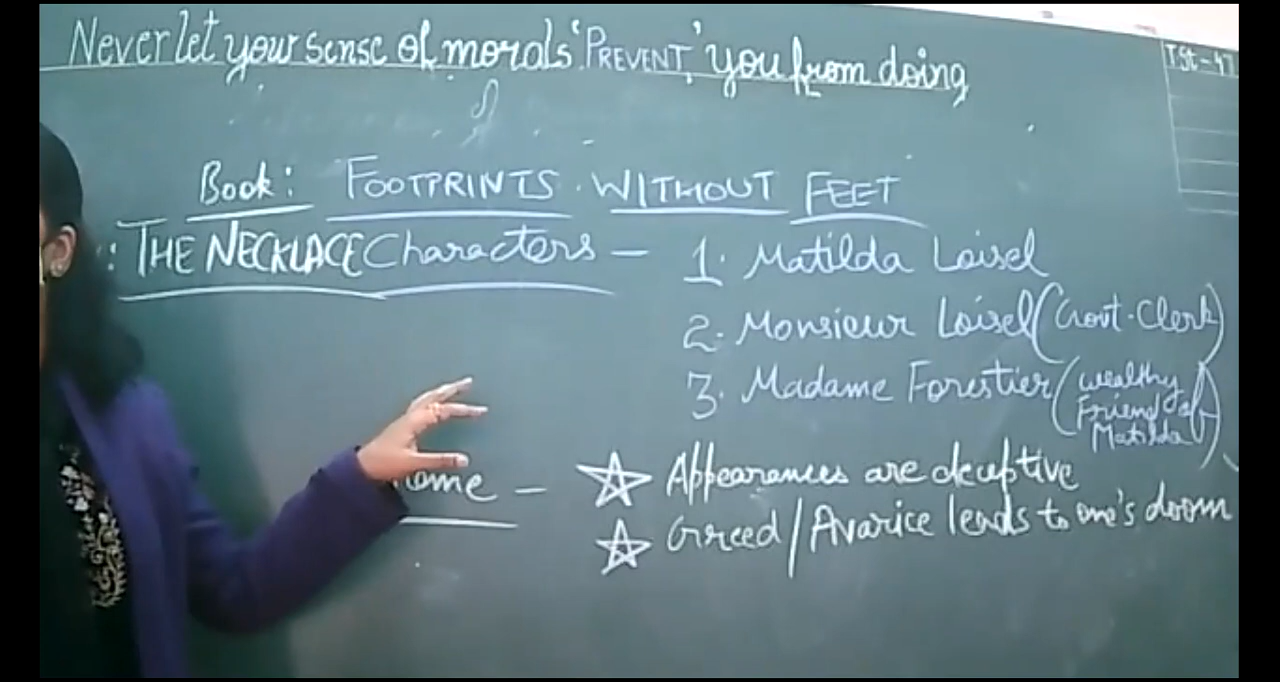 Never let your sense of morals 'PREVENT' you from doing
TSt - 47
Book: FOOTPRINTS WITHOUT FEET
: THE NECKLACE Characters - 1. Matilda Loisel
2. Monsieur Loisel (Govt. Clerk)
3. Madame Forestier (wealthy
Friend of
Matilda)
eme - ☆ Appearances are deceptive
☆ Greed / Avarice leads to one's doom